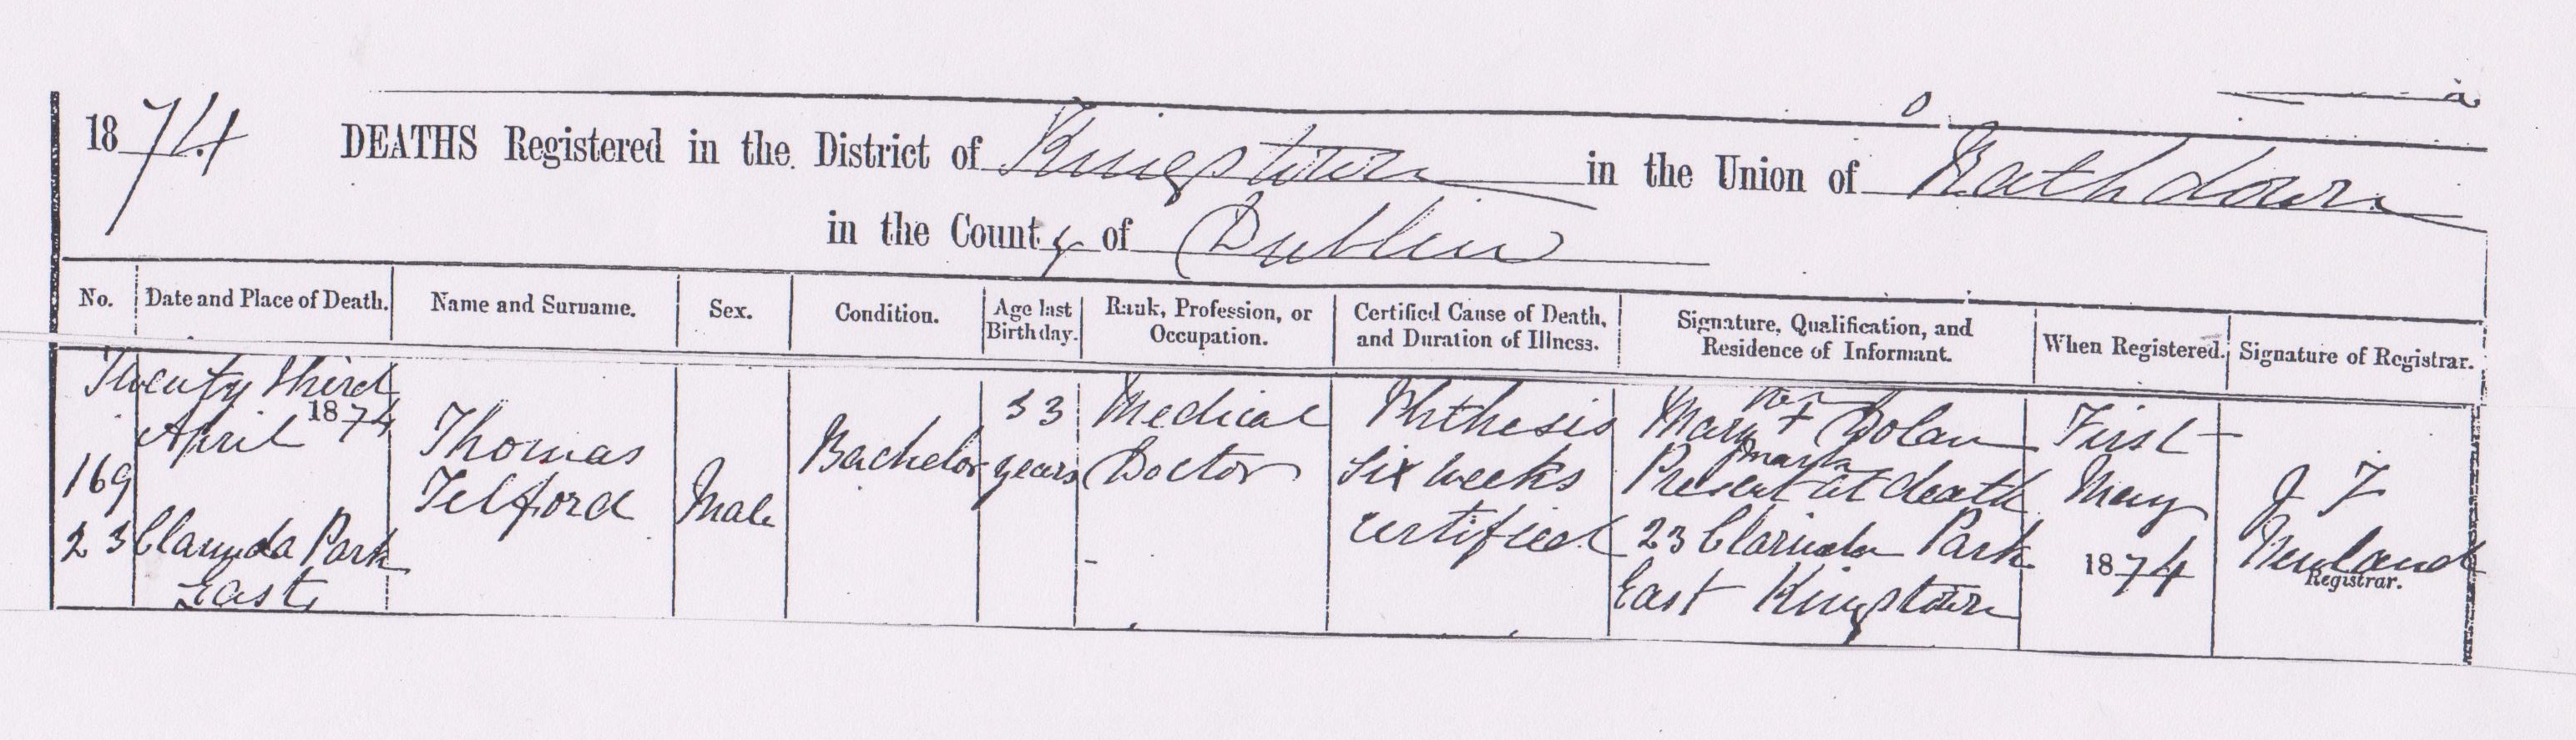 1874 DEATHS Registered in the District of Kingstown in the Union of Rathdown
in the County of Dublin
No. Date and Place of Death. Name and Surname. Sex. Condition. Age last Birthday. Rank, Profession, or Occupation. Certified Cause of Death, and Duration of Illness. Signature, Qualification, and Residence of Informant. When Registered. Signature of Registrar.
169
Twenty third
April 1874
23 Clarinda Park
East
Thomas
Telford
Male
Bachelor
33
years
Medical
Doctor
Phthesis
six weeks
certified
her
Mary + Dolan
mark
Present at death
23 Clarinda Park
East Kingstown
First
May
1874
J F
Newland
Registrar.